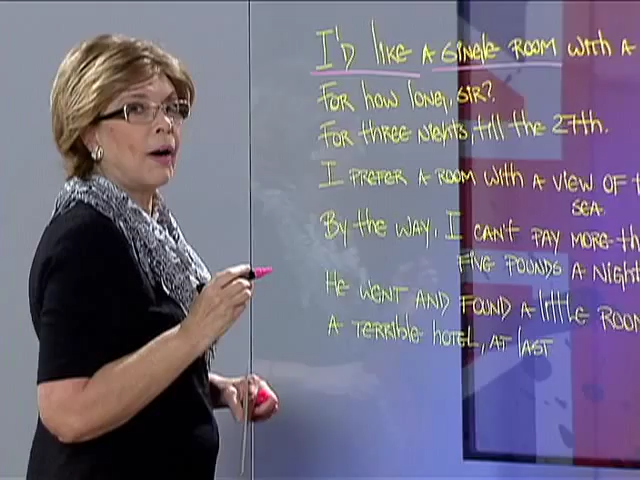 I'D like A SINGLE ROOM WITH A
FOR HOW lONG, SIR?
FOR THREE NIGHTS till the 27th.
I PREFER A ROOM WITH A VIEW OF
SEA.
By the WAY, I CAN'T PAY MORE
FIVE POUNDS A NIGHT
HE WENT AND FOUND A little ROOM
A TERRIBLE HOTEL, AT lAST